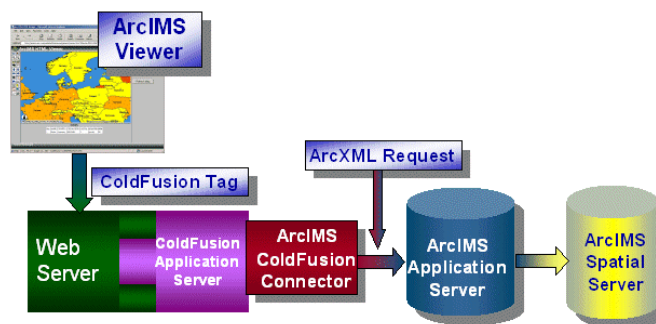 ArcIMS
Viewer
ArcXML Request
ColdFusion Tag
Web
Server
ColdFusion
Application
Server
ArcIMS
ColdFusion
Connector
ArcIMS
Application
Server
ArcIMS
Spatial
Server